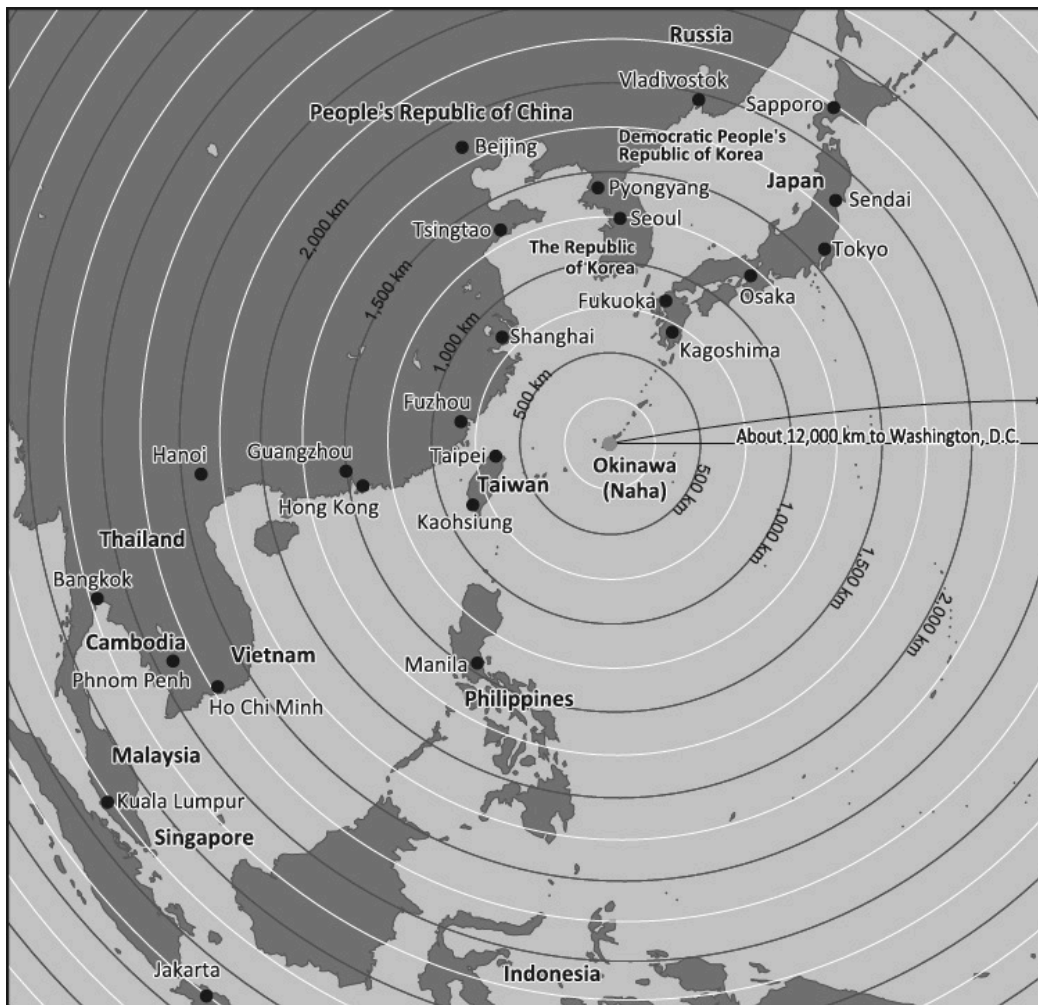 Russia
Vladivostok
Sapporo
People's Republic of China
Beijing
Democratic People's
Republic of Korea
Japan
Pyongyang
Sendai
Seoul
Tsingtao
2,000 km
The Republic
of Korea
Tokyo
1,500 km
Osaka
Fukuoka
1,000 km
Shanghai
Kagoshima
500 km
Fuzhou
About 12,000 km to Washington, D.C.
Hanoi
Guangzhou
Taipei
Okinawa
(Naha)
Taiwan
Hong Kong
500 km
Kaohsiung
1,000 km
Thailand
1,500 km
Bangkok
2,000 km
Cambodia
Vietnam
Manila
Phnom Penh
Philippines
Ho Chi Minh
Malaysia
Kuala Lumpur
Singapore
Jakarta
Indonesia